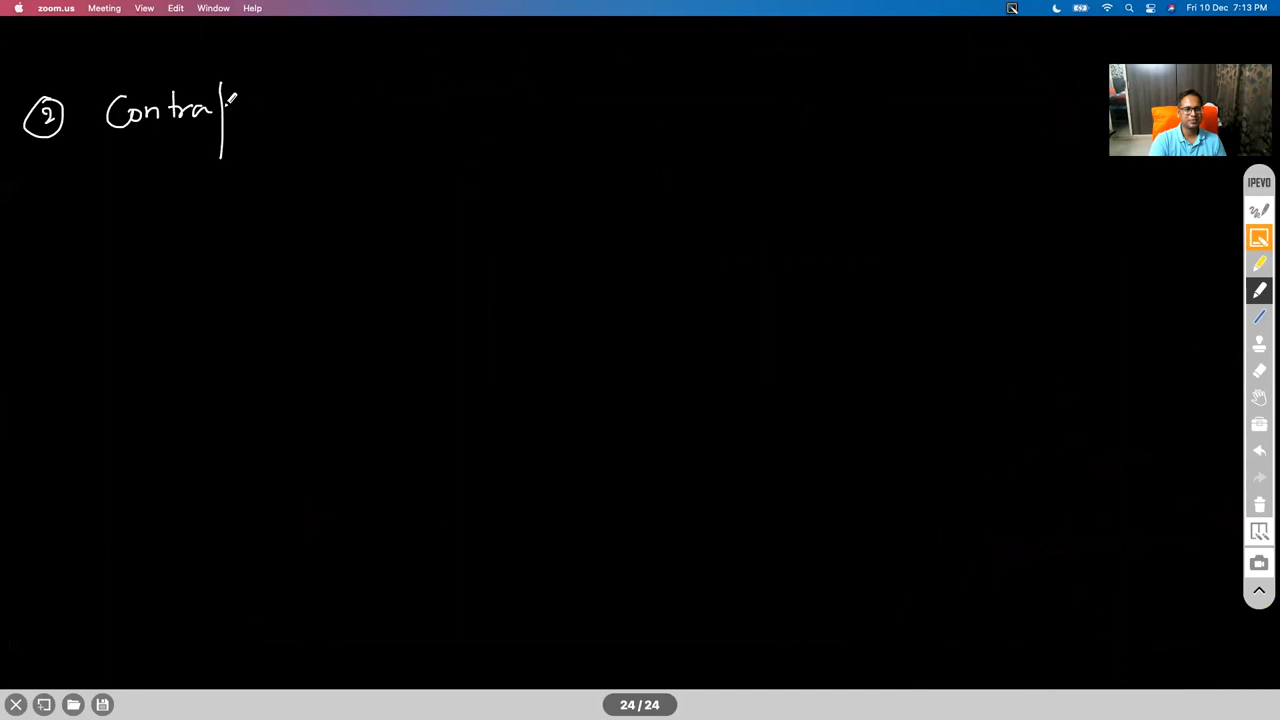 zoom.us Meeting View Edit Window Help Fri 10 Dec 7:13 PM
② Contra
IPEVO
24 / 24